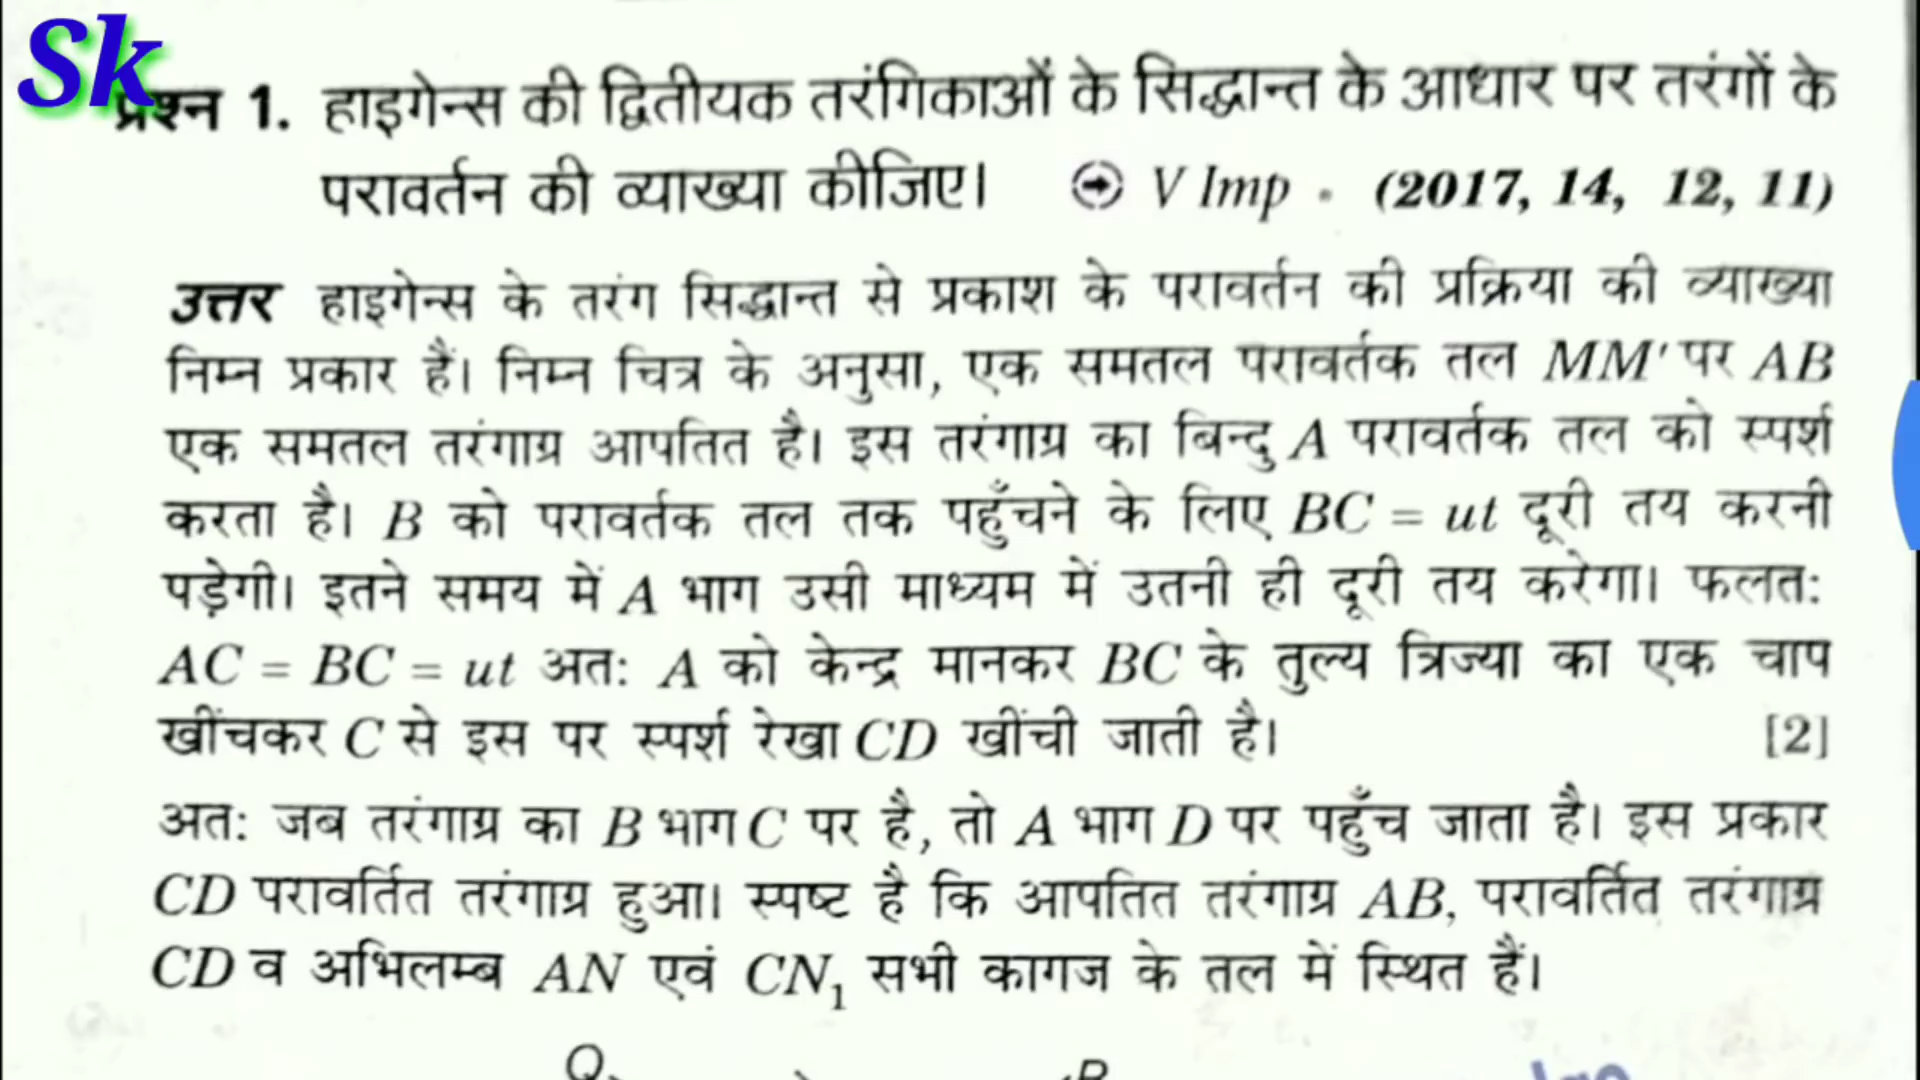 Sk
प्रश्न 1. हाइगेन्स की द्वितीयक तरंगिकाओं के सिद्धान्त के आधार पर तरंगों के
परावर्तन की व्याख्या कीजिए। V Imp • (2017, 14, 12, 11)
उत्तर हाइगेन्स के तरंग सिद्धान्त से प्रकाश के परावर्तन की प्रक्रिया की व्याख्या
निम्न प्रकार हैं। निम्न चित्र के अनुसा, एक समतल परावर्तक तल MM' पर AB
एक समतल तरंगाग्र आपतित है। इस तरंगाग्र का बिन्दु A परावर्तक तल को स्पर्श
करता है। B को परावर्तक तल तक पहुँचने के लिए BC = ut दूरी तय करनी
पड़ेगी। इतने समय में A भाग उसी माध्यम में उतनी ही दूरी तय करेगा। फलत:
AC = BC = ut अत: A को केन्द्र मानकर BC के तुल्य त्रिज्या का एक चाप
खींचकर C से इस पर स्पर्श रेखा CD खींची जाती है। [2]
अत: जब तरंगाग्र का B भाग C पर है, तो A भाग D पर पहुँच जाता है। इस प्रकार
CD परावर्तित तरंगाग्र हुआ। स्पष्ट है कि आपतित तरंगाग्र AB, परावर्तित तरंगाग्र
CD व अभिलम्ब AN एवं CN₁ सभी कागज के तल में स्थित हैं।